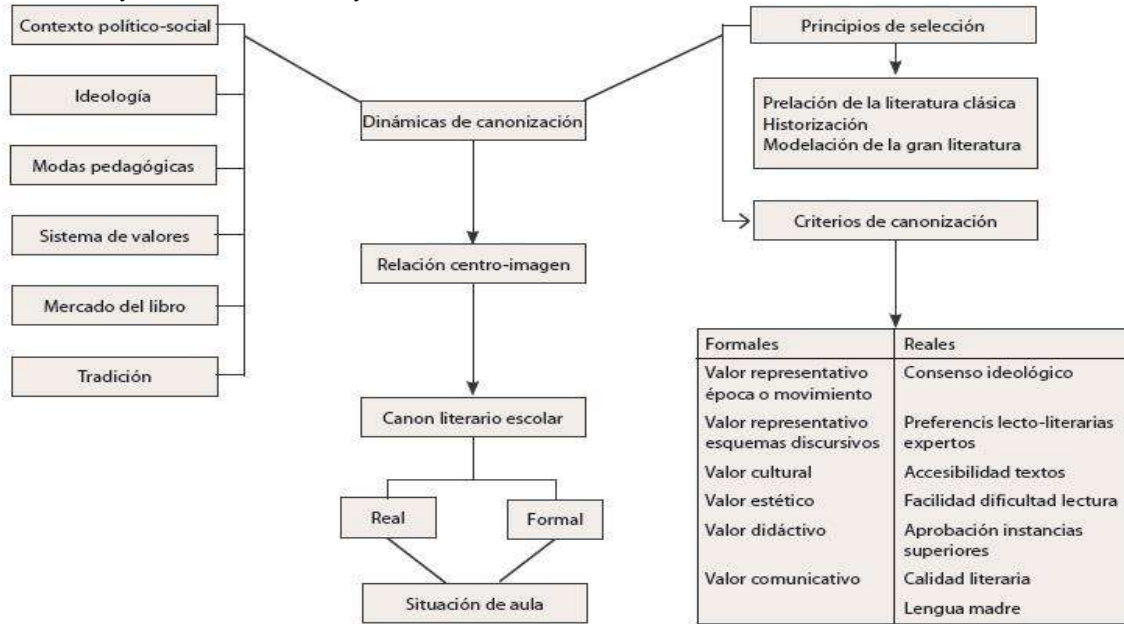 Contexto político-social
Ideología
Modas pedagógicas
Sistema de valores
Mercado del libro
Tradición
Dinámicas de canonización
Relación centro-imagen
Canon literario escolar
Real
Formal
Situación de aula
Principios de selección
Prelación de la literatura clásica
Historización
Modelación de la gran literatura
Criterios de canonización
Formales
Valor representativo
época o movimiento
Valor representativo
esquemas discursivos
Valor cultural
Valor estético
Valor didáctivo
Valor comunicativo
Reales
Consenso ideológico
Preferencis lecto-literarias
expertos
Accesibilidad textos
Facilidad dificultad lectura
Aprobación instancias
superiores
Calidad literaria
Lengua madre